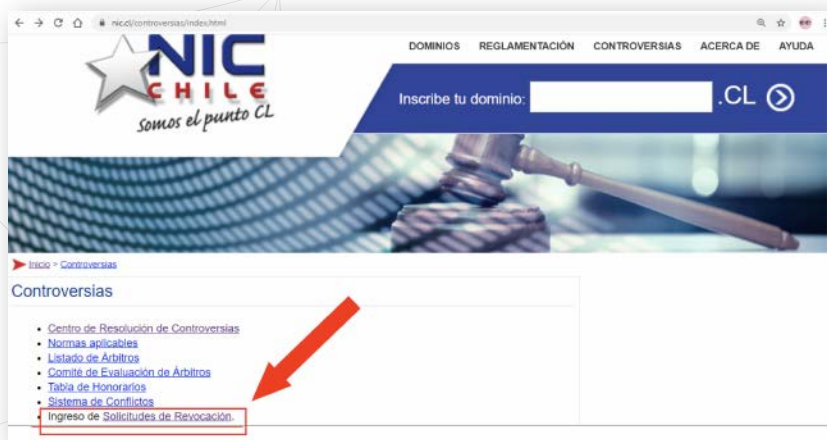 nic.cl/controversias/index.html
NIC
CHILE
Somos el punto CL
DOMINIOS REGLAMENTACIÓN CONTROVERSIAS ACERCA DE AYUDA
Inscribe tu dominio: .CL
Inicio > Controversias
Controversias
• Centro de Resolución de Controversias
• Normas aplicables
• Listado de Árbitros
• Comité de Evaluación de Árbitros
• Tabla de Honorarios
• Sistema de Conflictos
• Ingreso de Solicitudes de Revocación.